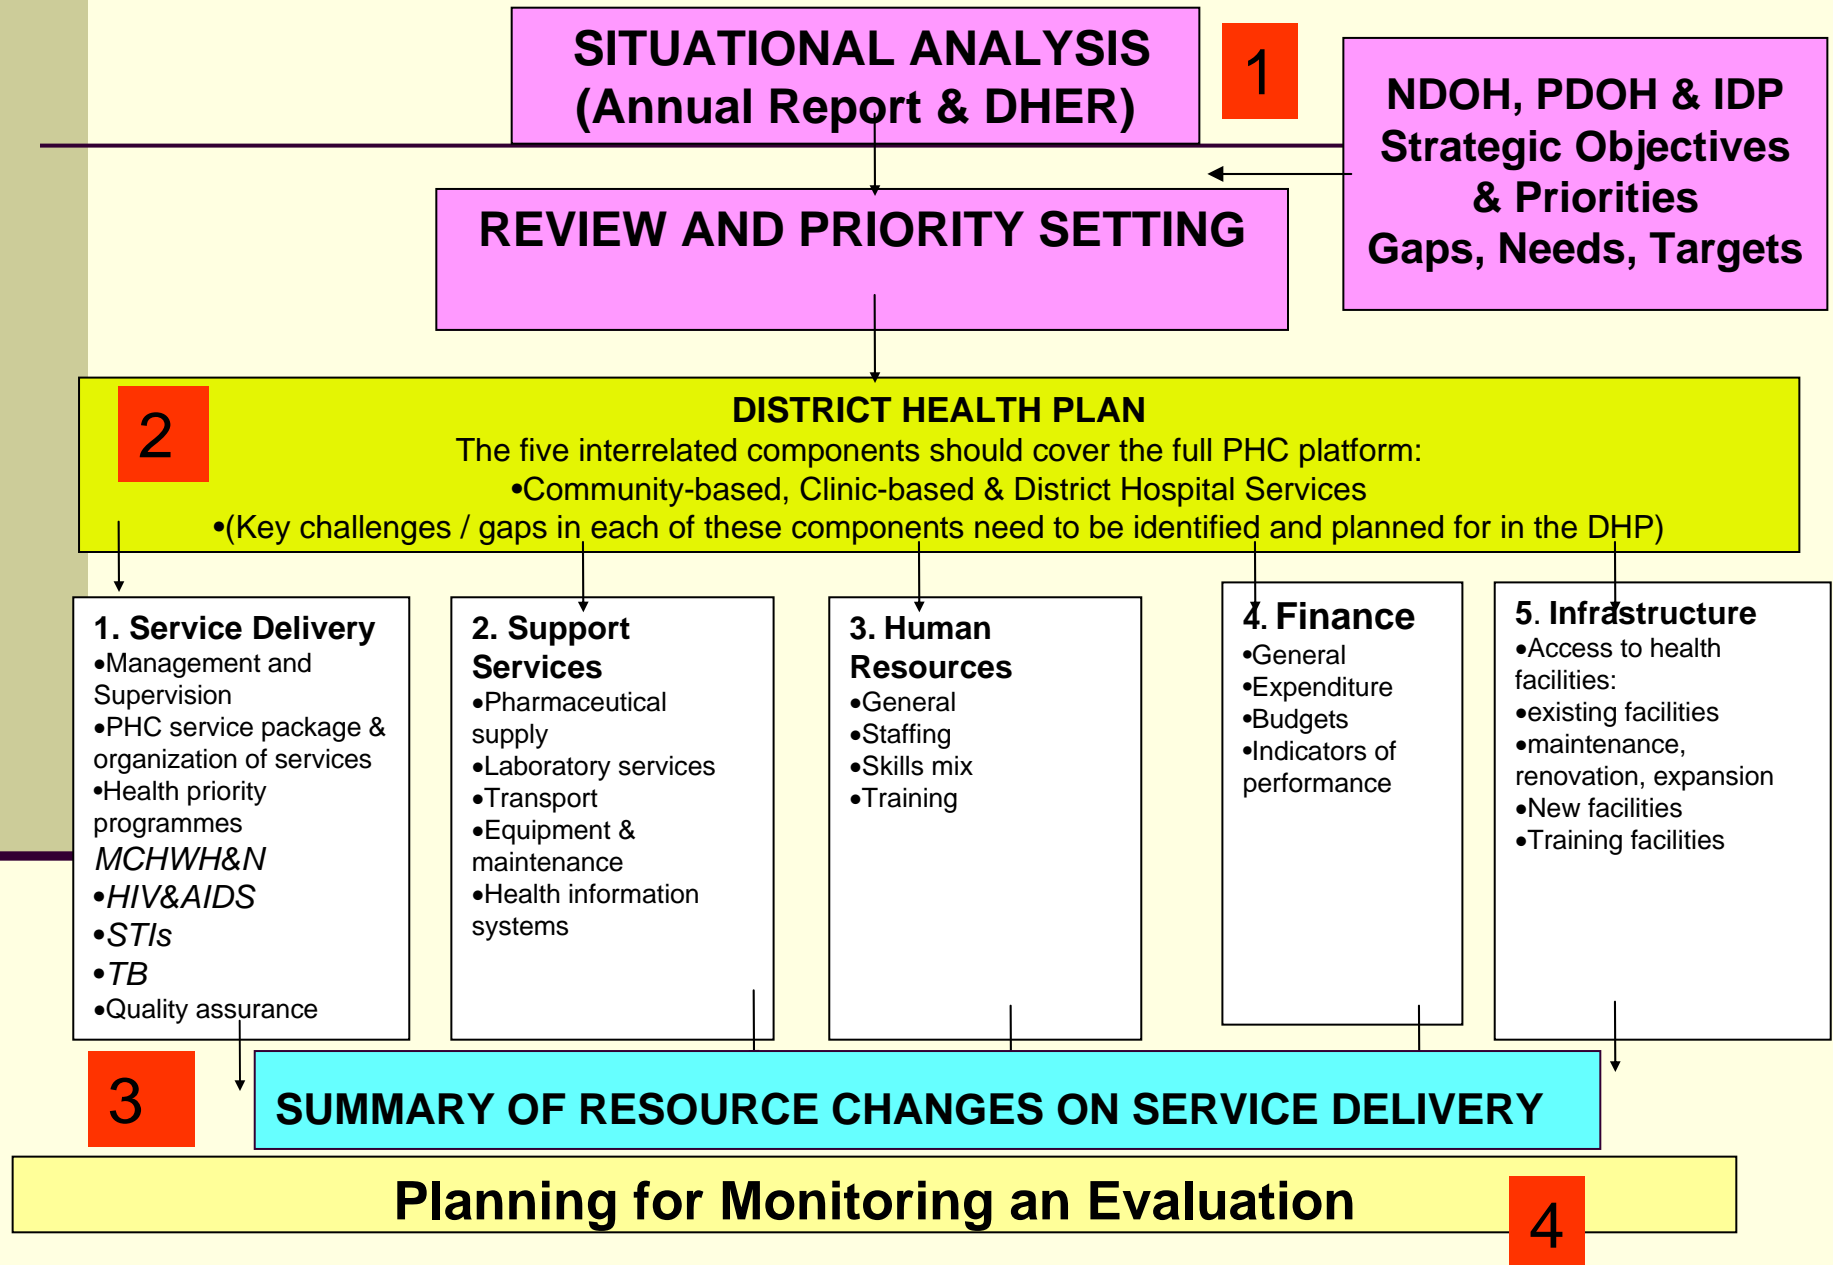 SITUATIONAL ANALYSIS
(Annual Report & DHER)
1
NDOH, PDOH & IDP
Strategic Objectives
& Priorities
Gaps, Needs, Targets
REVIEW AND PRIORITY SETTING
2
DISTRICT HEALTH PLAN
The five interrelated components should cover the full PHC platform:
•Community-based, Clinic-based & District Hospital Services
•(Key challenges / gaps in each of these components need to be identified and planned for in the DHP)
1. Service Delivery
•Management and
Supervision
•PHC service package &
organization of services
•Health priority
programmes
MCHWH&N
•HIV&AIDS
•STIs
•TB
•Quality assurance
2. Support
Services
•Pharmaceutical
supply
•Laboratory services
•Transport
•Equipment &
maintenance
•Health information
systems
3. Human
Resources
•General
•Staffing
•Skills mix
•Training
4. Finance
•General
•Expenditure
•Budgets
•Indicators of
performance
5. Infrastructure
•Access to health
facilities:
•existing facilities
•maintenance,
renovation, expansion
•New facilities
•Training facilities
3
SUMMARY OF RESOURCE CHANGES ON SERVICE DELIVERY
Planning for Monitoring an Evaluation
4